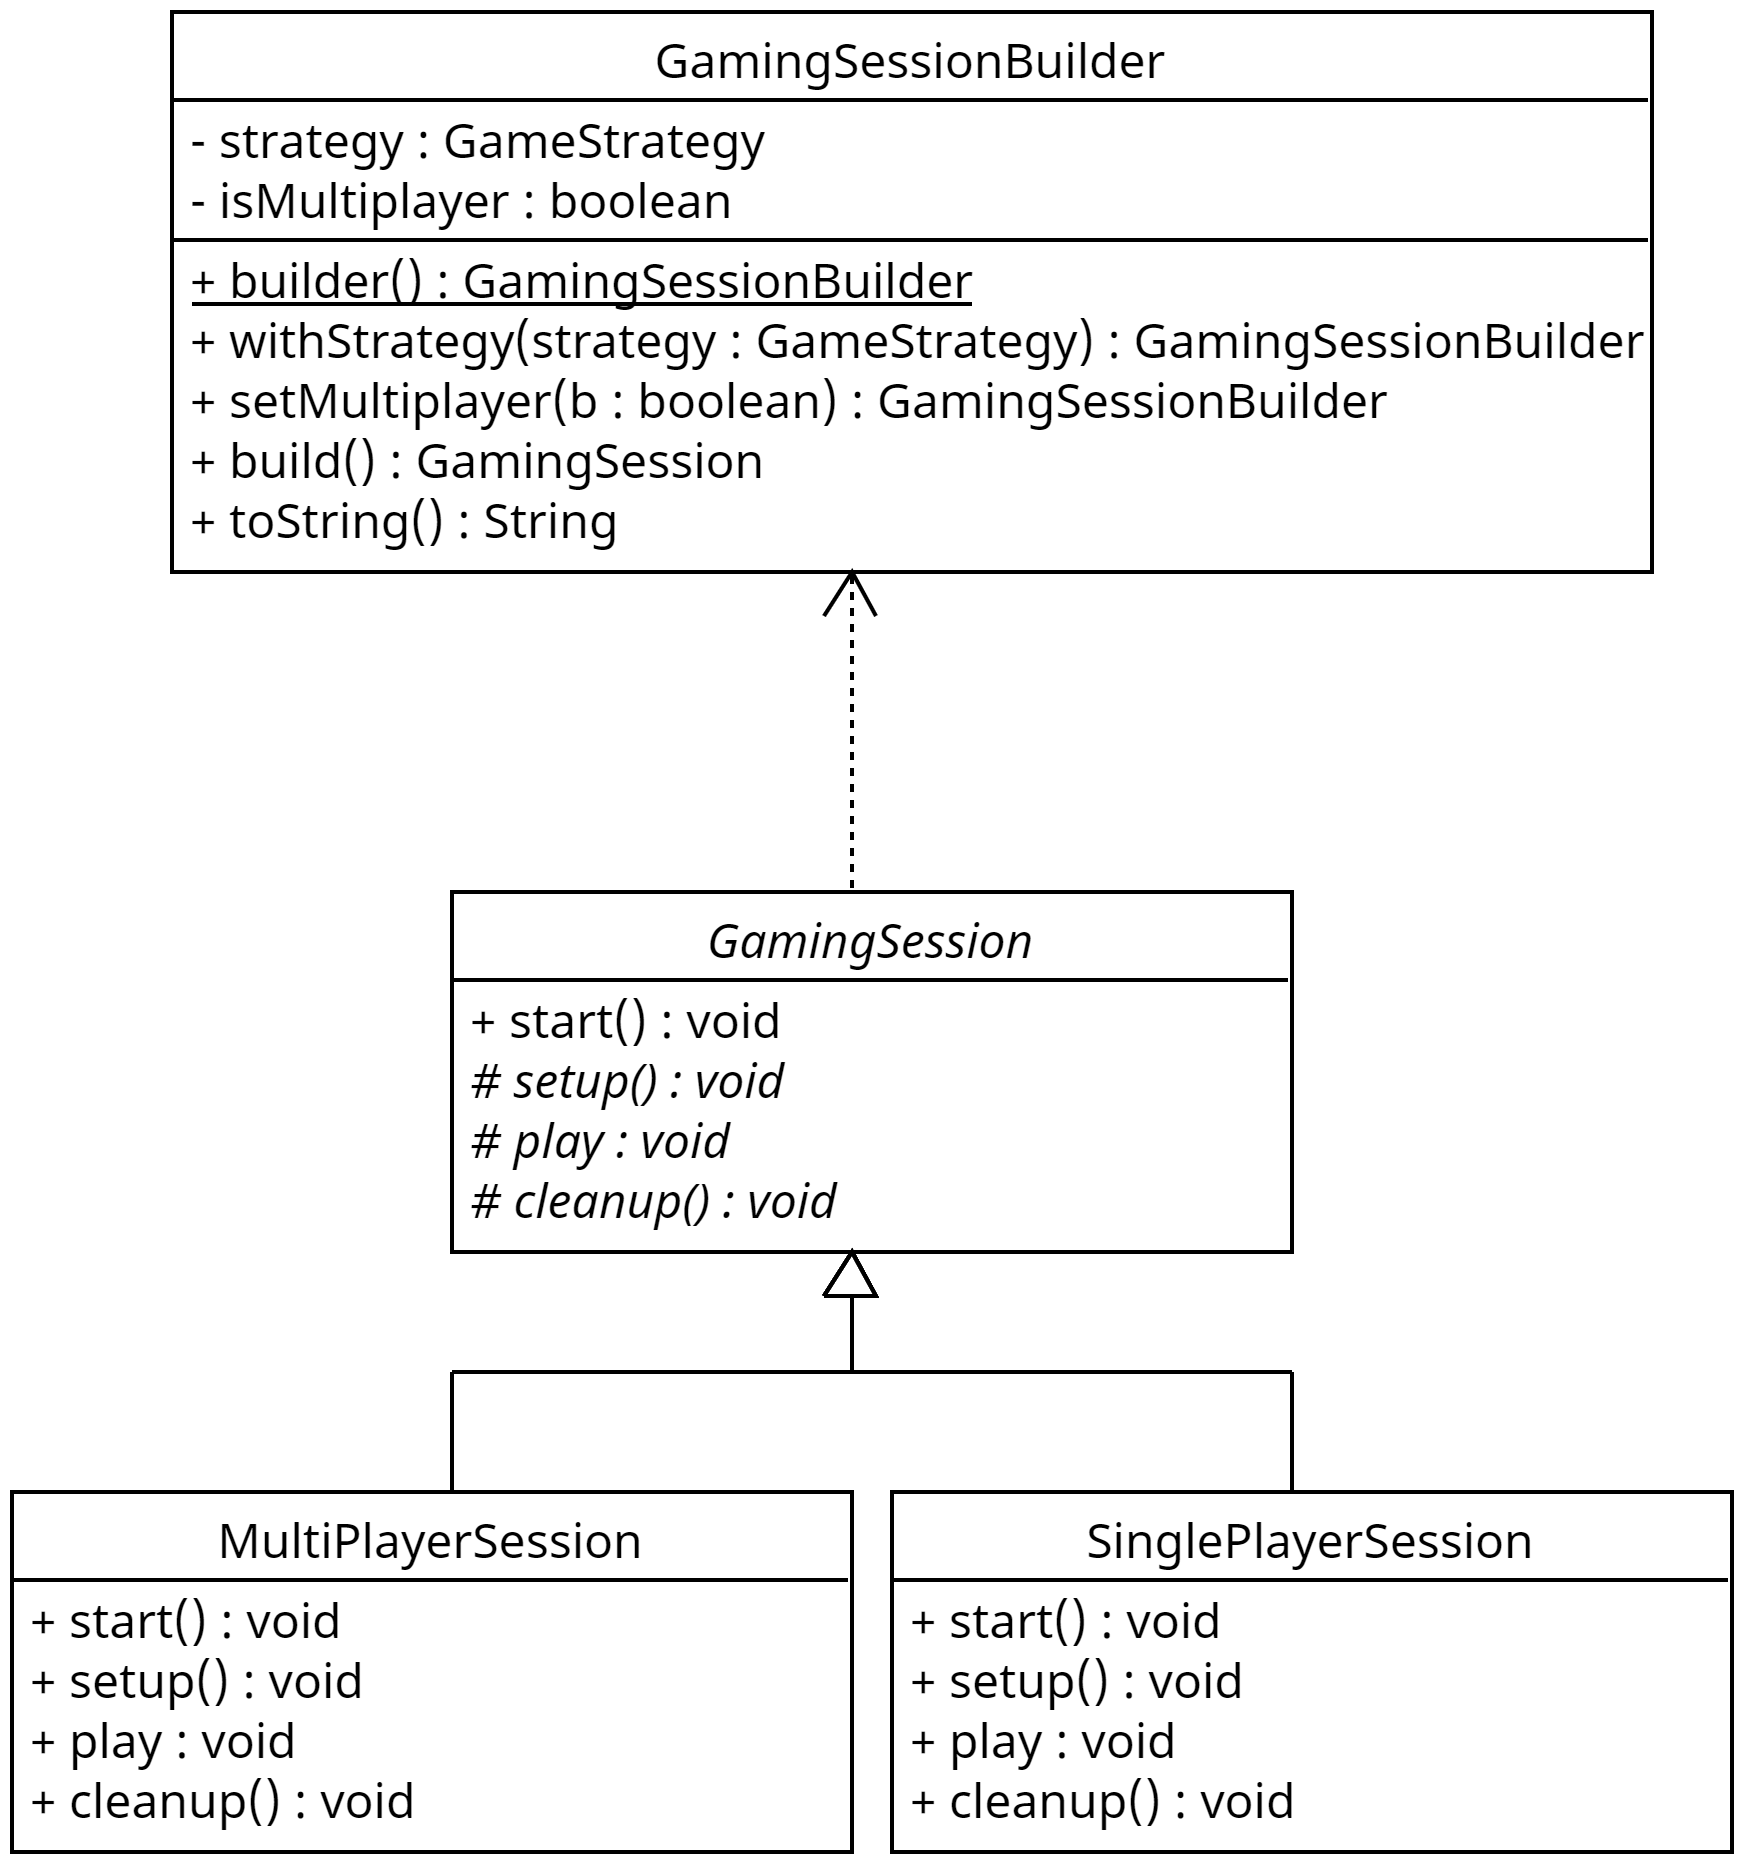 GamingSessionBuilder
- strategy : GameStrategy
- isMultiplayer : boolean
+ builder() : GamingSessionBuilder
+ withStrategy(strategy : GameStrategy) : GamingSessionBuilder
+ setMultiplayer(b : boolean) : GamingSessionBuilder
+ build() : GamingSession
+ toString() : String
GamingSession
+ start() : void
# setup() : void
# play : void
# cleanup() : void
MultiPlayerSession
+ start() : void
+ setup() : void
+ play : void
+ cleanup() : void
SinglePlayerSession
+ start() : void
+ setup() : void
+ play : void
+ cleanup() : void